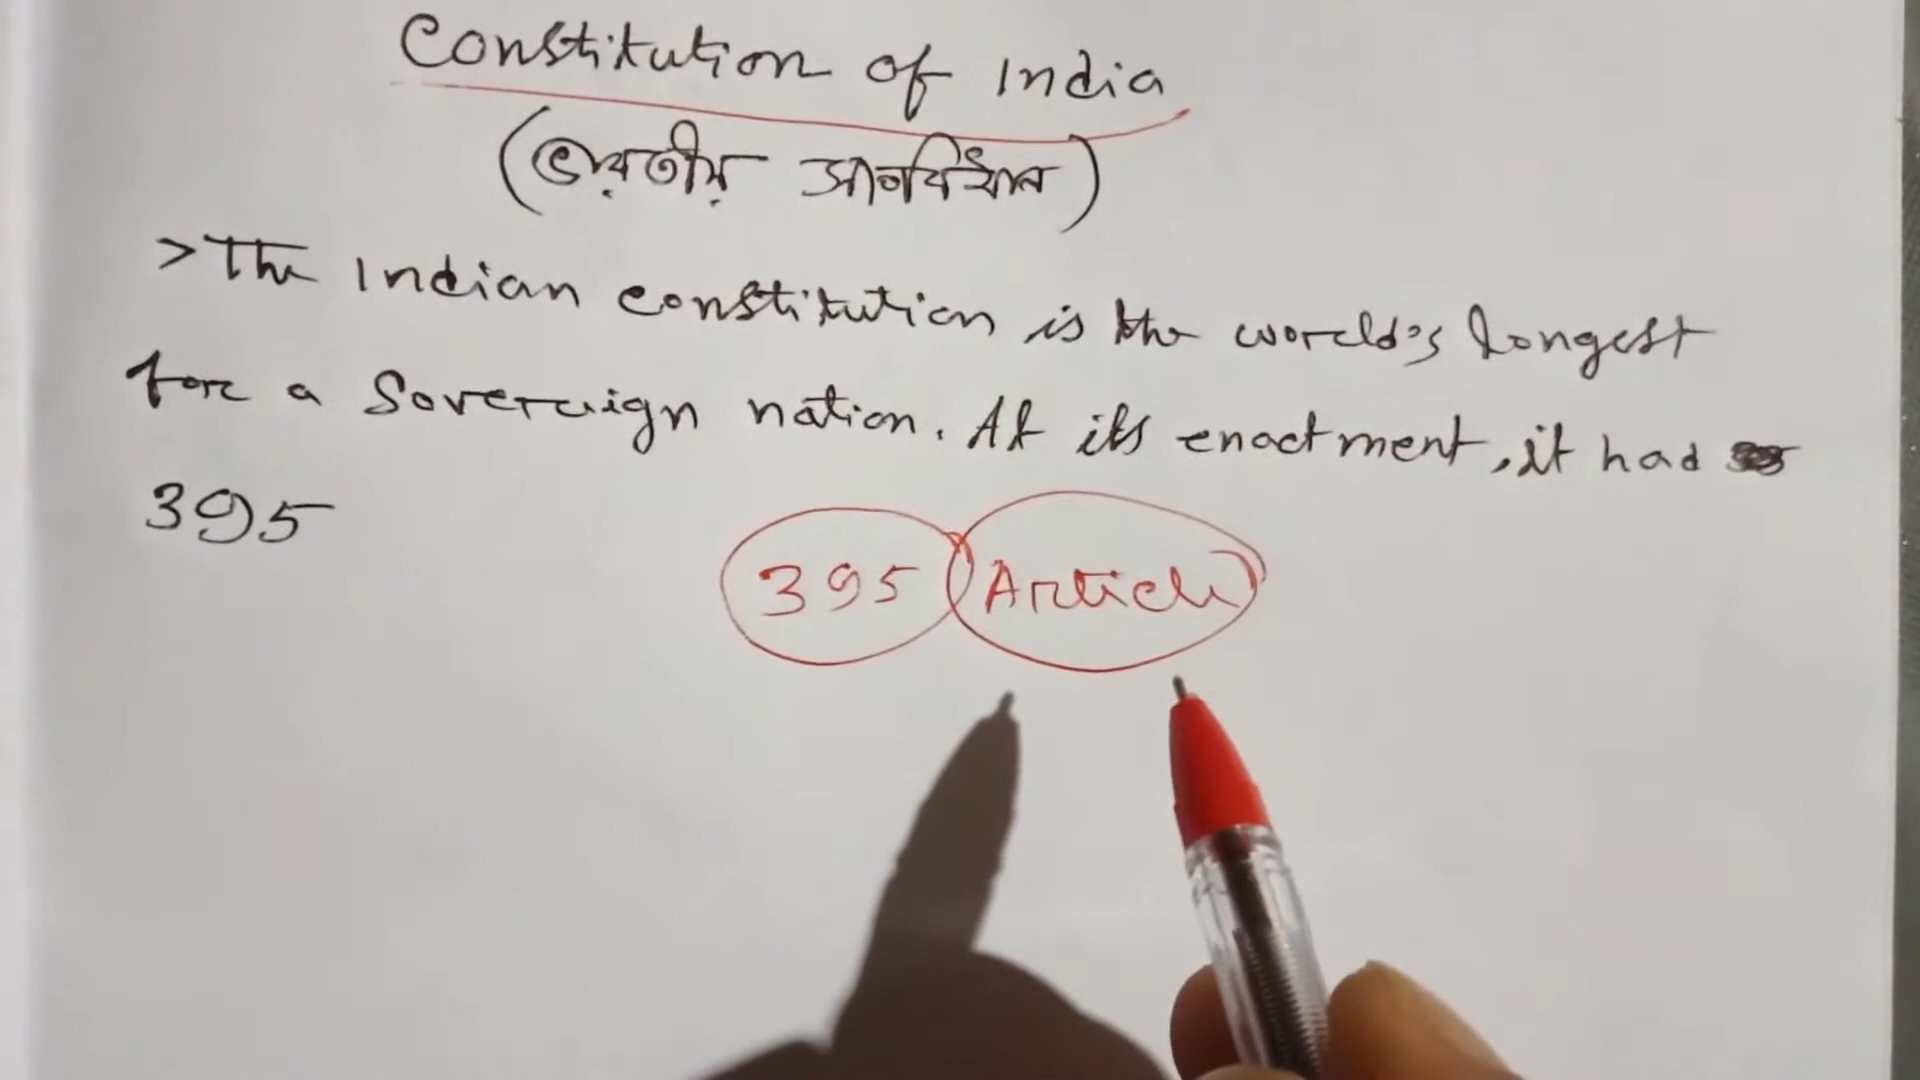 Constitution of India
(ভারতীয় সাংবিধান)
>The Indian constitution is the world's longest
for a Sovereign nation. At its enactment, it had
395
395 Article